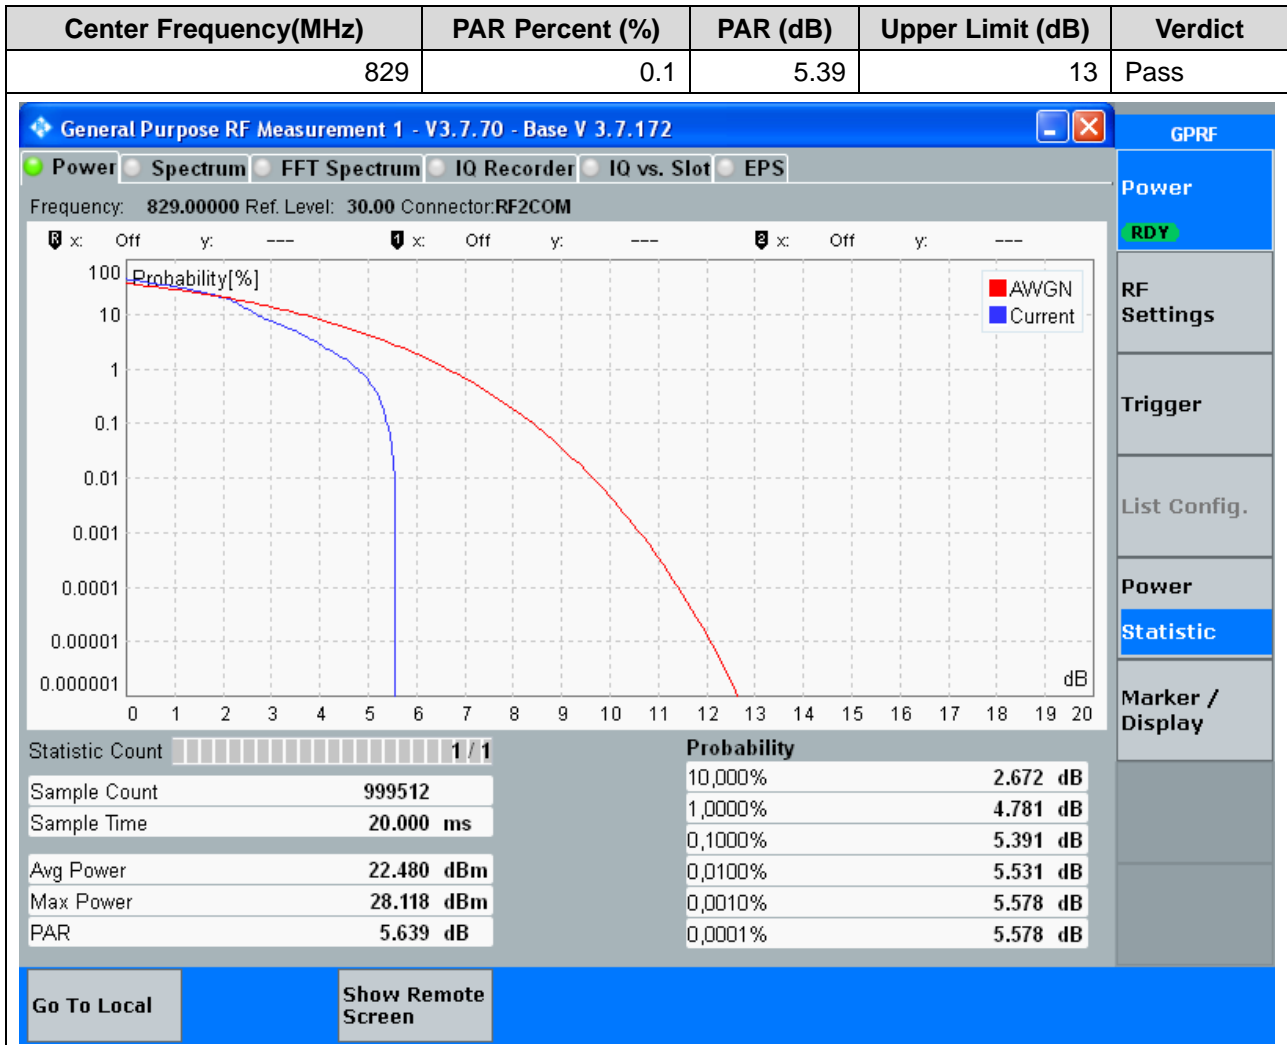 Center Frequency(MHz) PAR Percent (%) PAR (dB) Upper Limit (dB) Verdict
829 0.1 5.39 13 Pass
General Purpose RF Measurement 1 - V3.7.70 - Base V 3.7.172
GPRF
Power Spectrum FFT Spectrum IQ Recorder IQ vs. Slot EPS
Frequency: 829.00000 Ref. Level: 30.00 Connector:RF2COM
R x: Off y: --- 1 x: Off y: --- 2 x: Off y: ---
Probability[%]
100
10
1
0.1
0.01
0.001
0.0001
0.00001
0.000001
AWGN
Current
dB
0 1 2 3 4 5 6 7 8 9 10 11 12 13 14 15 16 17 18 19 20
Statistic Count 1 / 1
Sample Count 999512
Sample Time 20.000 ms
Avg Power 22.480 dBm
Max Power 28.118 dBm
PAR 5.639 dB
Probability
10,000% 2.672 dB
1,0000% 4.781 dB
0,1000% 5.391 dB
0,0100% 5.531 dB
0,0010% 5.578 dB
0,0001% 5.578 dB
Power
RDY
RF
Settings
Trigger
List Config.
Power
Statistic
Marker /
Display
Go To Local
Show Remote
Screen